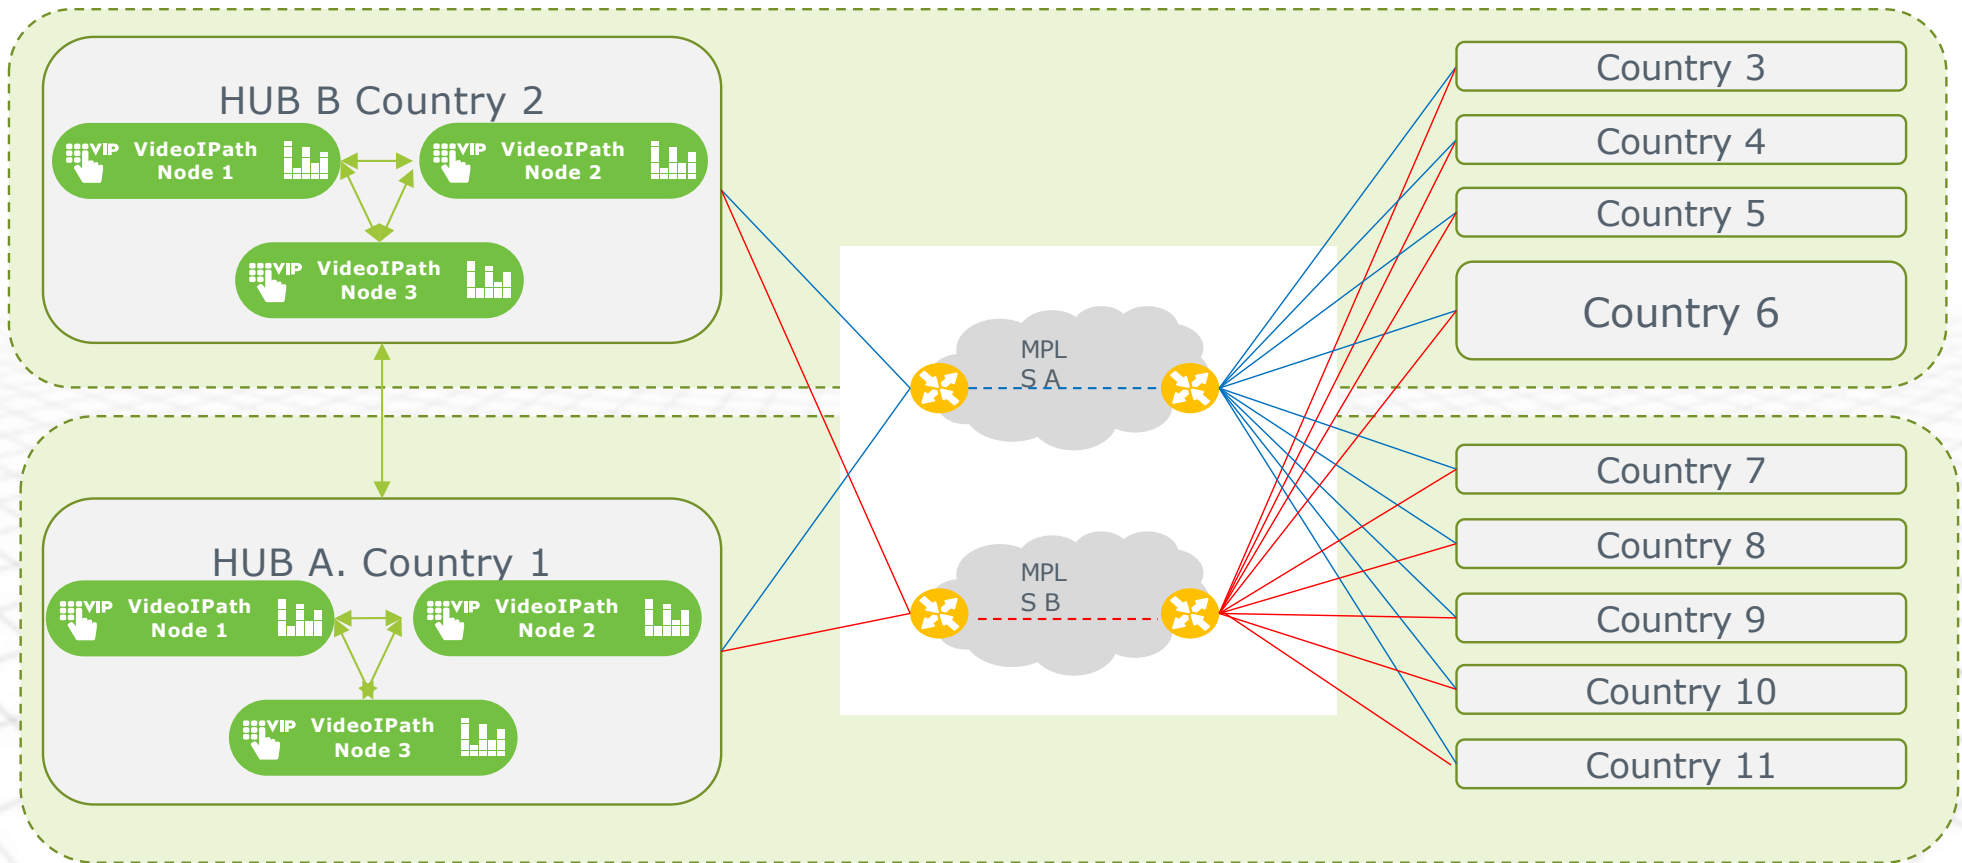 HUB B Country 2
VIP VideoIPath
Node 1
VIP VideoIPath
Node 2
VIP VideoIPath
Node 3
HUB A. Country 1
VIP VideoIPath
Node 1
VIP VideoIPath
Node 2
VIP VideoIPath
Node 3
MPL
S A
MPL
S B
Country 3
Country 4
Country 5
Country 6
Country 7
Country 8
Country 9
Country 10
Country 11